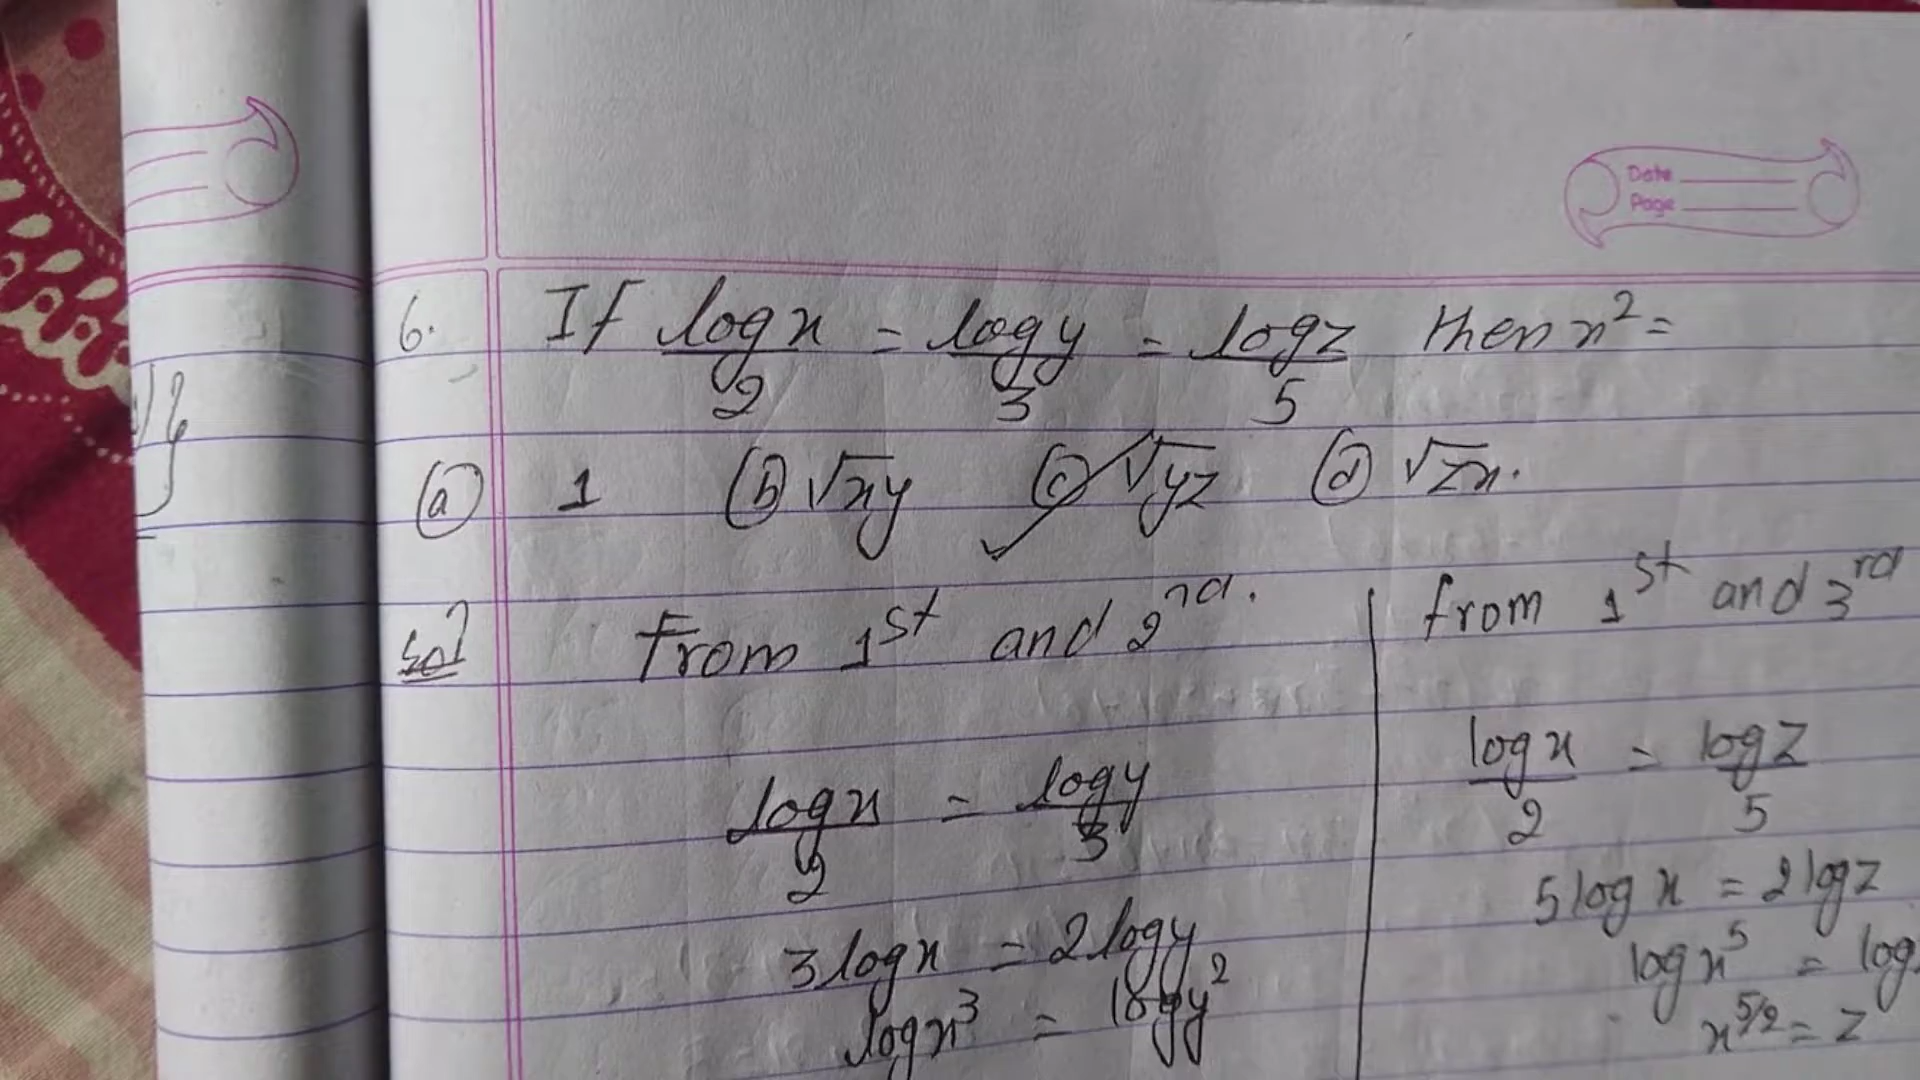 Date
Page
6. If log x/2 = log y/3 = log z/5 then x² =
(a) 1 (b) √xy (c) √yz (d) √zx.
Sol? From 1st and 2nd.
log x/2 = log y/3
3 log x = 2 log y
log x³ = log y²
from 1st and 3rd
log x/2 = log z/5
5 log x = 2 log z
log x⁵ = log
x^5/2 = z